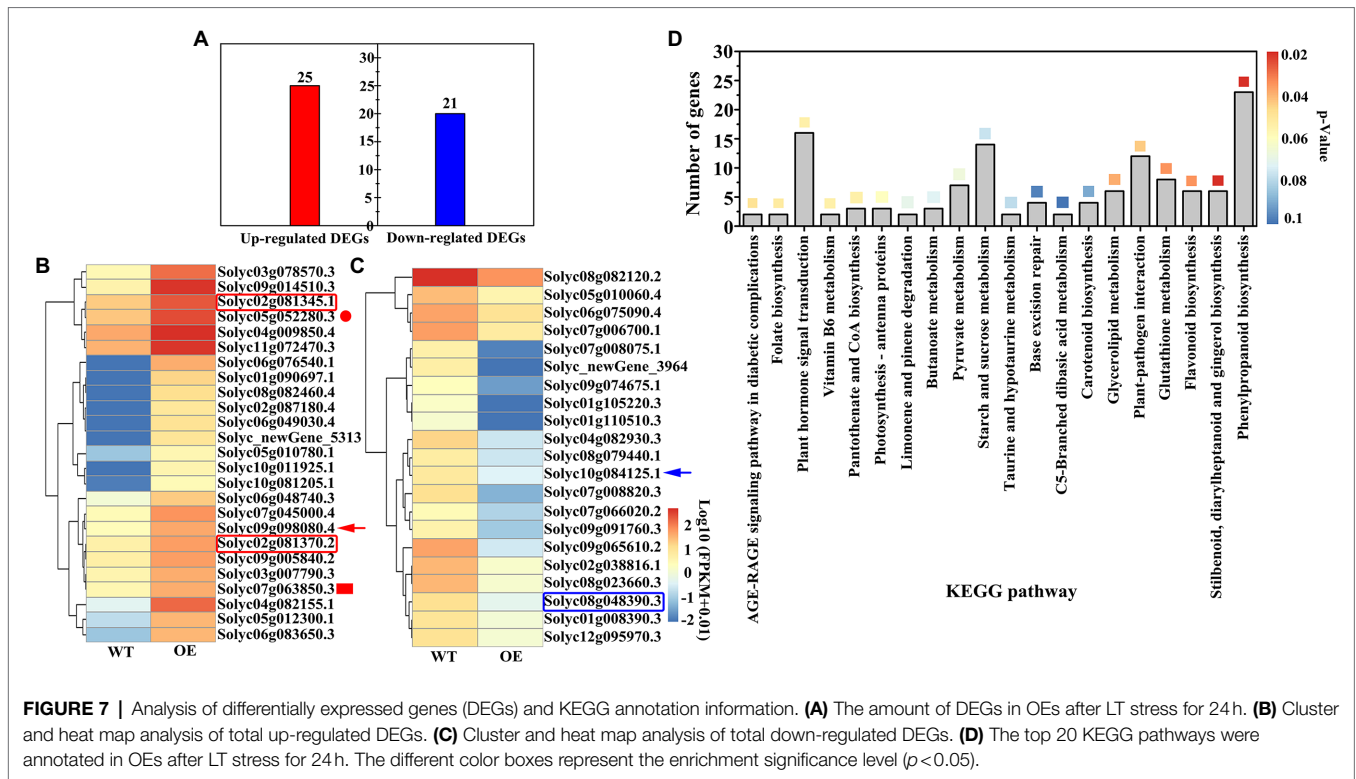 A
30
25
20
15
10
5
0
25
21
Up-regulated DEGs
Down-reglated DEGs
B
Solyc03g078570.3
Solyc09g014510.3
Solyc02g081345.1
Solyc05g052280.3
Solyc04g009850.4
Solyc11g072470.3
Solyc06g076540.1
Solyc01g090697.1
Solyc08g082460.4
Solyc02g087180.4
Solyc06g049030.4
Solyc_newGene_5313
Solyc05g010780.1
Solyc10g011925.1
Solyc10g081205.1
Solyc06g048740.3
Solyc07g045000.4
Solyc09g098080.4
Solyc02g081370.2
Solyc09g005840.2
Solyc03g007790.3
Solyc07g063850.3
Solyc04g082155.1
Solyc05g012300.1
Solyc06g083650.3
WT
OE
C
Solyc08g082120.2
Solyc05g010060.4
Solyc06g075090.4
Solyc07g006700.1
Solyc07g008075.1
Solyc_newGene_3964
Solyc09g074675.1
Solyc01g105220.3
Solyc01g110510.3
Solyc04g082930.3
Solyc08g079440.1
Solyc10g084125.1
Solyc07g008820.3
Solyc07g066020.2
Solyc09g091760.3
Solyc09g065610.2
Solyc02g038816.1
Solyc08g023660.3
Solyc08g048390.3
Solyc01g008390.3
Solyc12g095970.3
WT
OE
2
1
0
-1
-2
Log10 (FPKM+0.01)
D
Number of genes
30
25
20
15
10
5
0
AGE-RAGE signaling pathway in diabetic complications
Folate biosynthesis
Plant hormone signal transduction
Vitamin B6 metabolism
Pantothenate and CoA biosynthesis
Photosynthesis - antenna proteins
Limonene and pinene degradation
Butanoate metabolism
Pyruvate metabolism
Starch and sucrose metabolism
Taurine and hypotaurine metabolism
Base excision repair
C5-Branched dibasic acid metabolism
Carotenoid biosynthesis
Glycerolipid metabolism
Plant-pathogen interaction
Glutathione metabolism
Flavonoid biosynthesis
Stilbenoid, diarylheptanoid and gingerol biosynthesis
Phenylpropanoid biosynthesis
KEGG pathway
0.02
0.04
0.06
0.08
0.1
p-Value
FIGURE 7 | Analysis of differentially expressed genes (DEGs) and KEGG annotation information. (A) The amount of DEGs in OEs after LT stress for 24h. (B) Cluster
and heat map analysis of total up-regulated DEGs. (C) Cluster and heat map analysis of total down-regulated DEGs. (D) The top 20 KEGG pathways were
annotated in OEs after LT stress for 24h. The different color boxes represent the enrichment significance level (p<0.05).